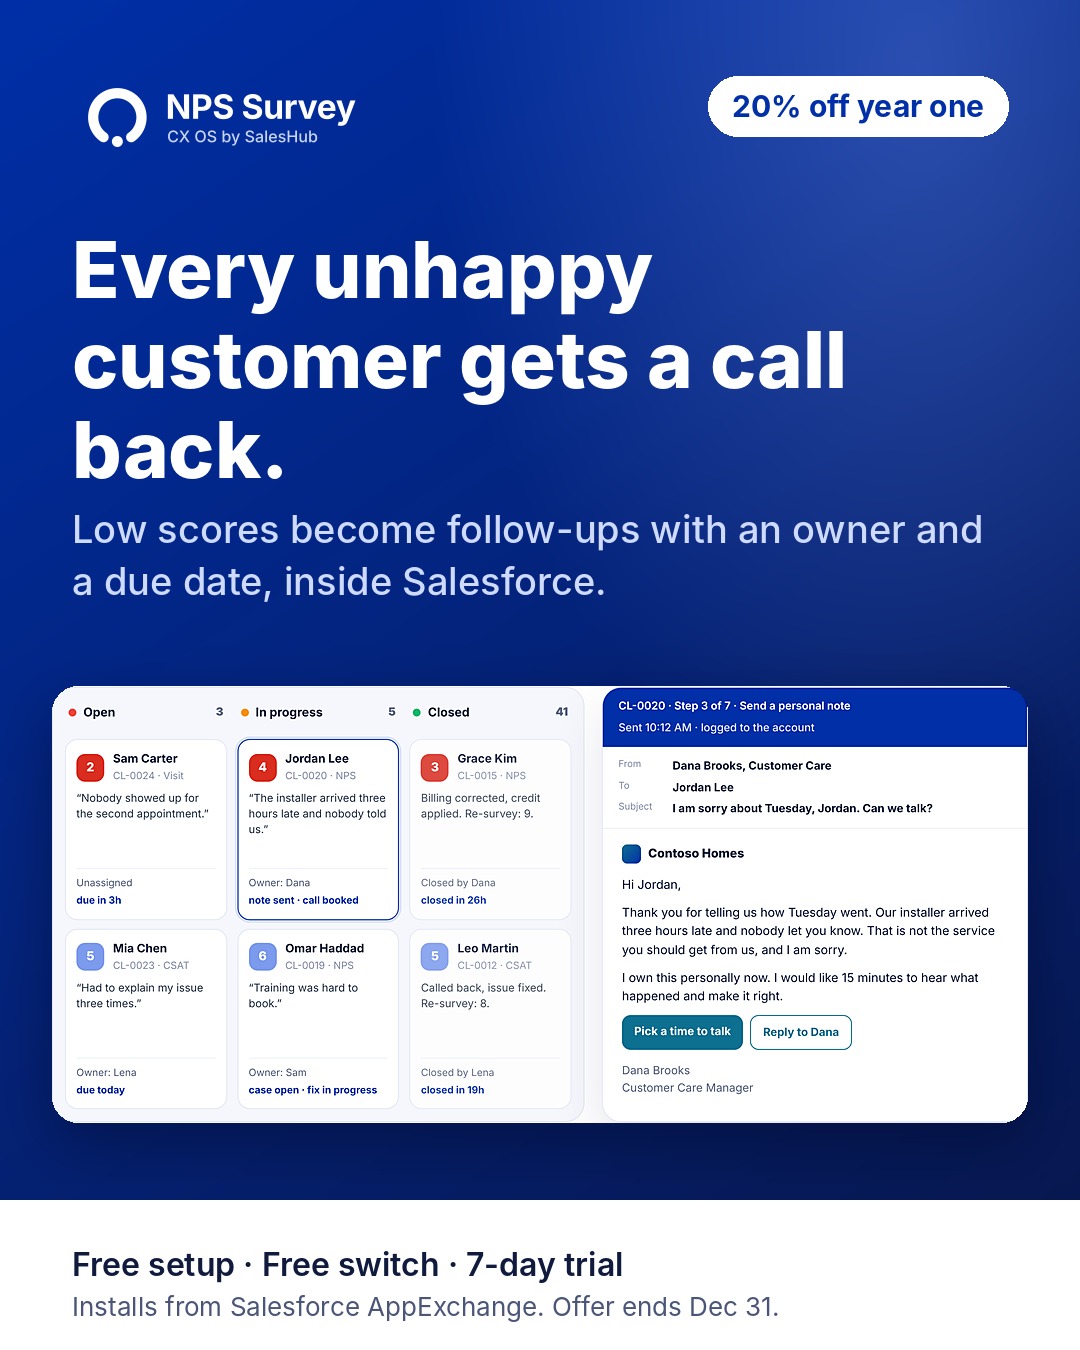 NPS Survey
CX OS by SalesHub
20% off year one
Every unhappy
customer gets a call
back.
Low scores become follow-ups with an owner and
a due date, inside Salesforce.
Open 3
2
Sam Carter
CL-0024 · Visit
“Nobody showed up for
the second appointment.”
Unassigned
due in 3h
5
Mia Chen
CL-0023 · CSAT
“Had to explain my issue
three times.”
Owner: Lena
due today
In progress 5
4
Jordan Lee
CL-0020 · NPS
“The installer arrived three
hours late and nobody told
us.”
Owner: Dana
note sent · call booked
6
Omar Haddad
CL-0019 · NPS
“Training was hard to
book.”
Owner: Sam
case open · fix in progress
Closed 41
3
Grace Kim
CL-0015 · NPS
Billing corrected, credit
applied. Re-survey: 9.
Closed by Dana
closed in 26h
5
Leo Martin
CL-0012 · CSAT
Called back, issue fixed.
Re-survey: 8.
Closed by Lena
closed in 19h
CL-0020 · Step 3 of 7 · Send a personal note
Sent 10:12 AM · logged to the account
From Dana Brooks, Customer Care
To Jordan Lee
Subject I am sorry about Tuesday, Jordan. Can we talk?
Contoso Homes
Hi Jordan,
Thank you for telling us how Tuesday went. Our installer arrived
three hours late and nobody let you know. That is not the service
you should get from us, and I am sorry.
I own this personally now. I would like 15 minutes to hear what
happened and make it right.
Pick a time to talk
Reply to Dana
Dana Brooks
Customer Care Manager
Free setup · Free switch · 7-day trial
Installs from Salesforce AppExchange. Offer ends Dec 31.